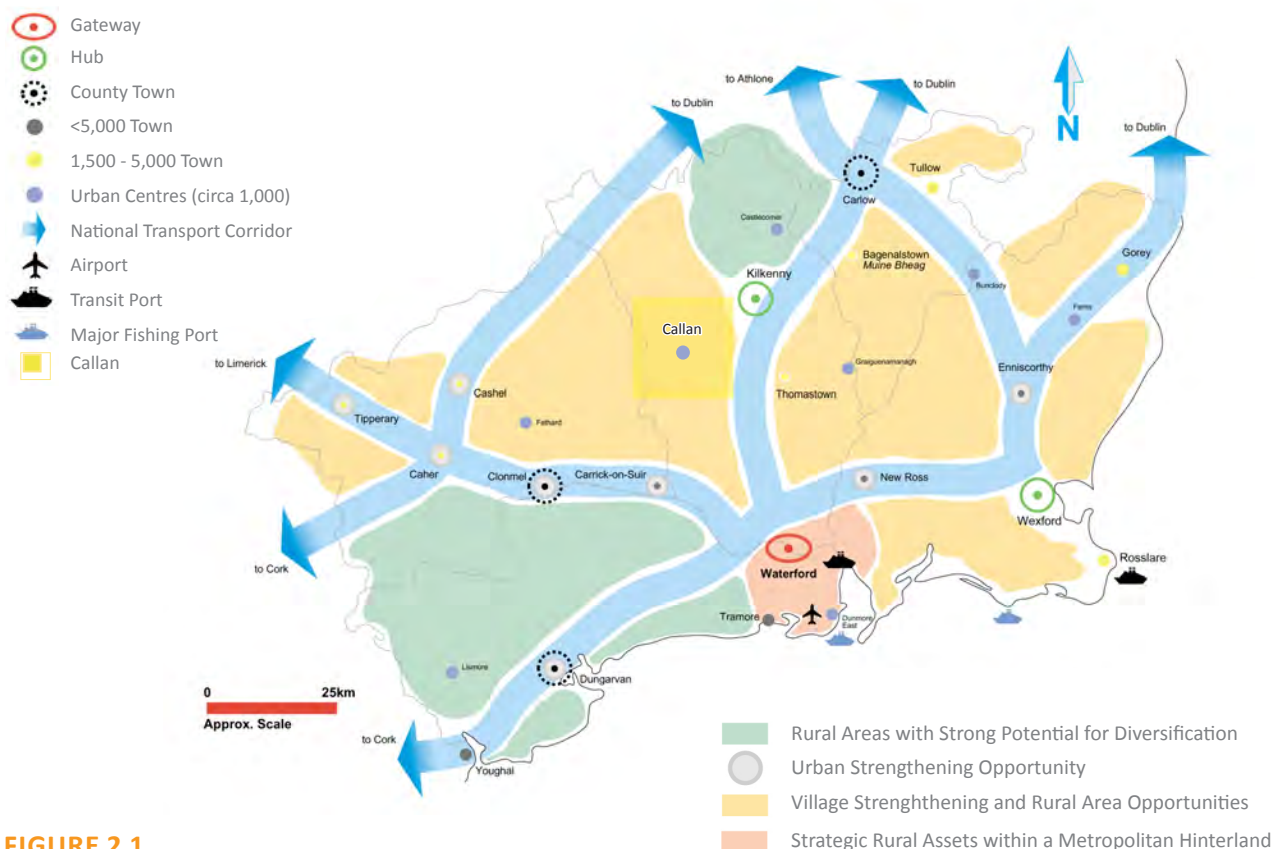 Gateway
Hub
County Town
<5,000 Town
1,500 - 5,000 Town
Urban Centres (circa 1,000)
National Transport Corridor
Airport
Transit Port
Major Fishing Port
Callan
to Athlone
to Dublin
to Dublin
N
to Dublin
Tullow
Carlow
Castlecomer
Bagenalstown
Muine Bheag
Gorey
Kilkenny
Bunclody
Ferns
Callan
to Limerick
Graiguenamanagh
Enniscorthy
Cashel
Thomastown
Tipperary
Fethard
Caher
Clonmel
Carrick-on-Suir
New Ross
Wexford
Rosslare
to Cork
Waterford
Tramore
Dunmore
East
Lismore
Dungarvan
0 25km
Approx. Scale
to Cork
Youghal
Rural Areas with Strong Potential for Diversification
Urban Strengthening Opportunity
Village Strenghthening and Rural Area Opportunities
Strategic Rural Assets within a Metropolitan Hinterland
FIGURE 2.1